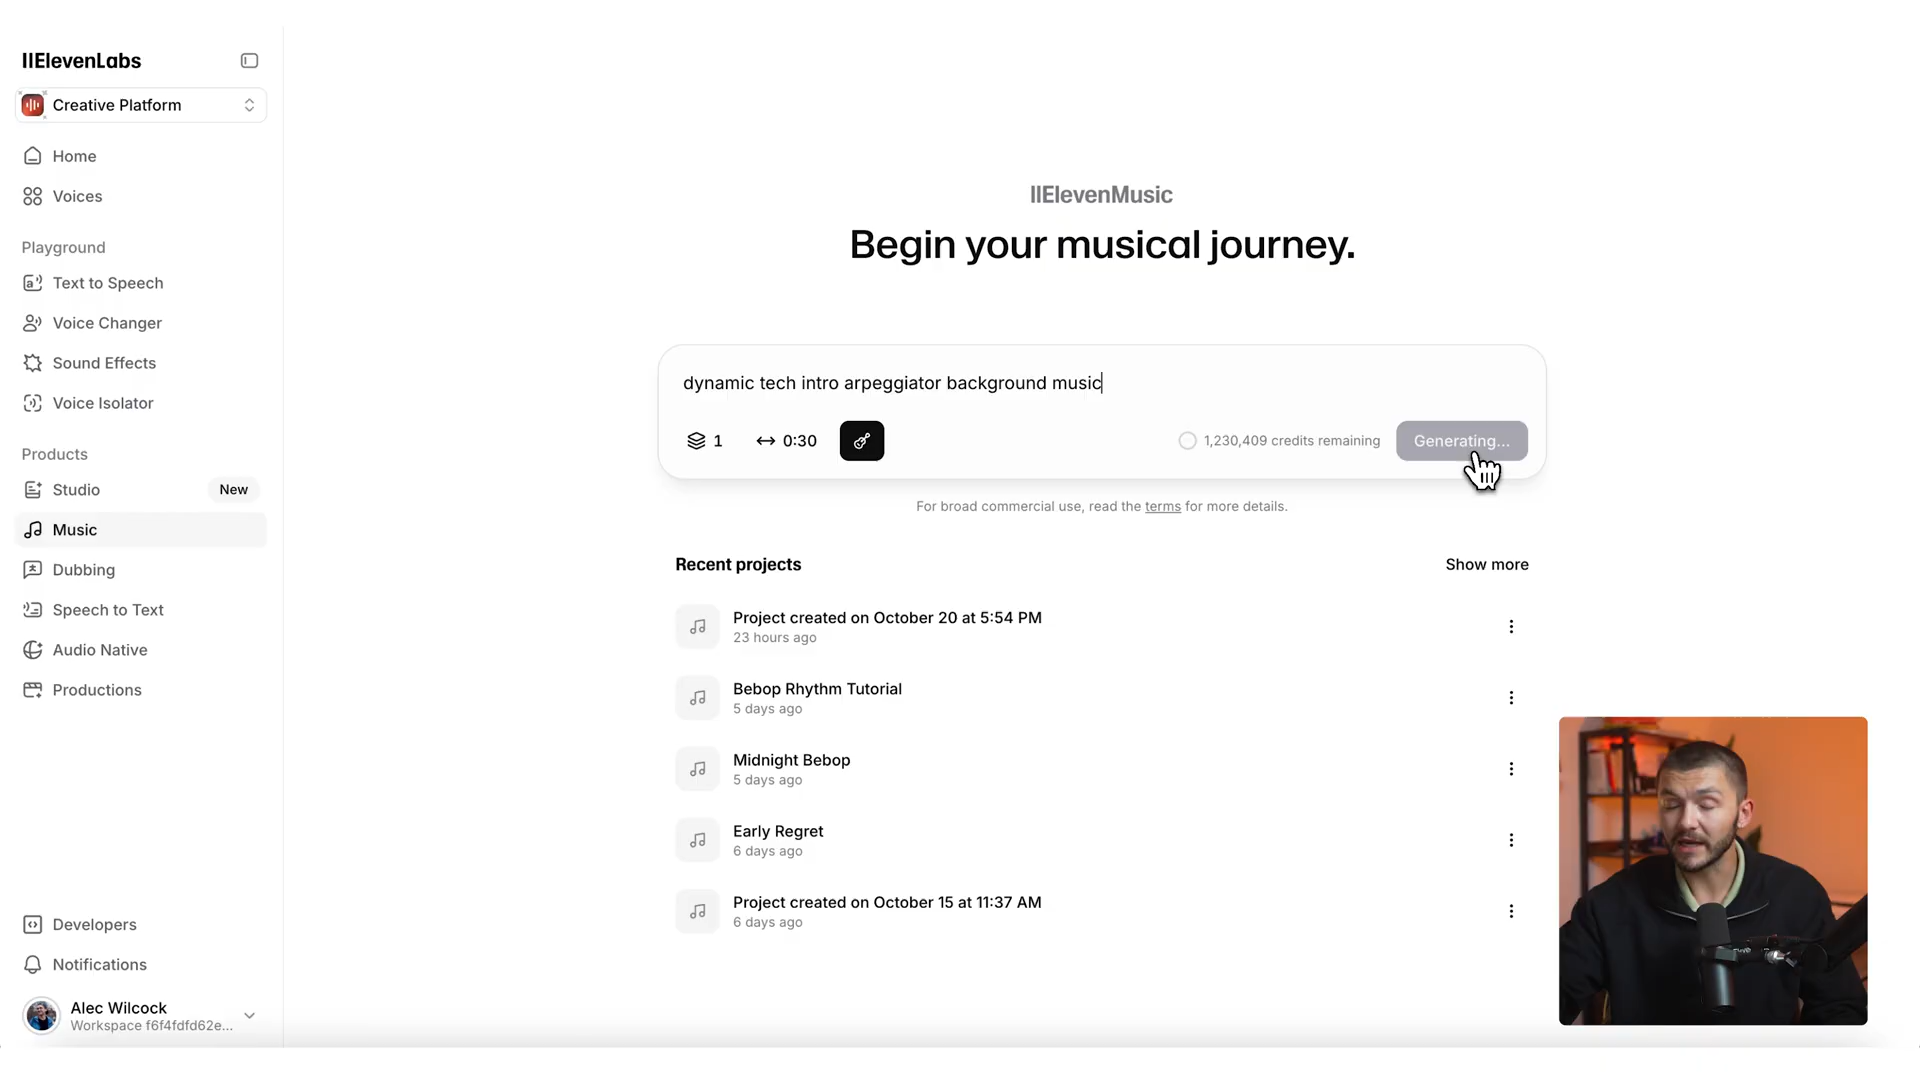 IIElevenLabs
Creative Platform
Home
Voices
Playground
Text to Speech
Voice Changer
Sound Effects
Voice Isolator
Products
Studio New
Music
Dubbing
Speech to Text
Audio Native
Productions
Developers
Notifications
Alec Wilcock
Workspace f6f4fdfd62e...
IIElevenMusic
Begin your musical journey.
dynamic tech intro arpeggiator background music
1 0:30 1,230,409 credits remaining Generating...
For broad commercial use, read the terms for more details.
Recent projects Show more
Project created on October 20 at 5:54 PM
23 hours ago
Bebop Rhythm Tutorial
5 days ago
Midnight Bebop
5 days ago
Early Regret
6 days ago
Project created on October 15 at 11:37 AM
6 days ago